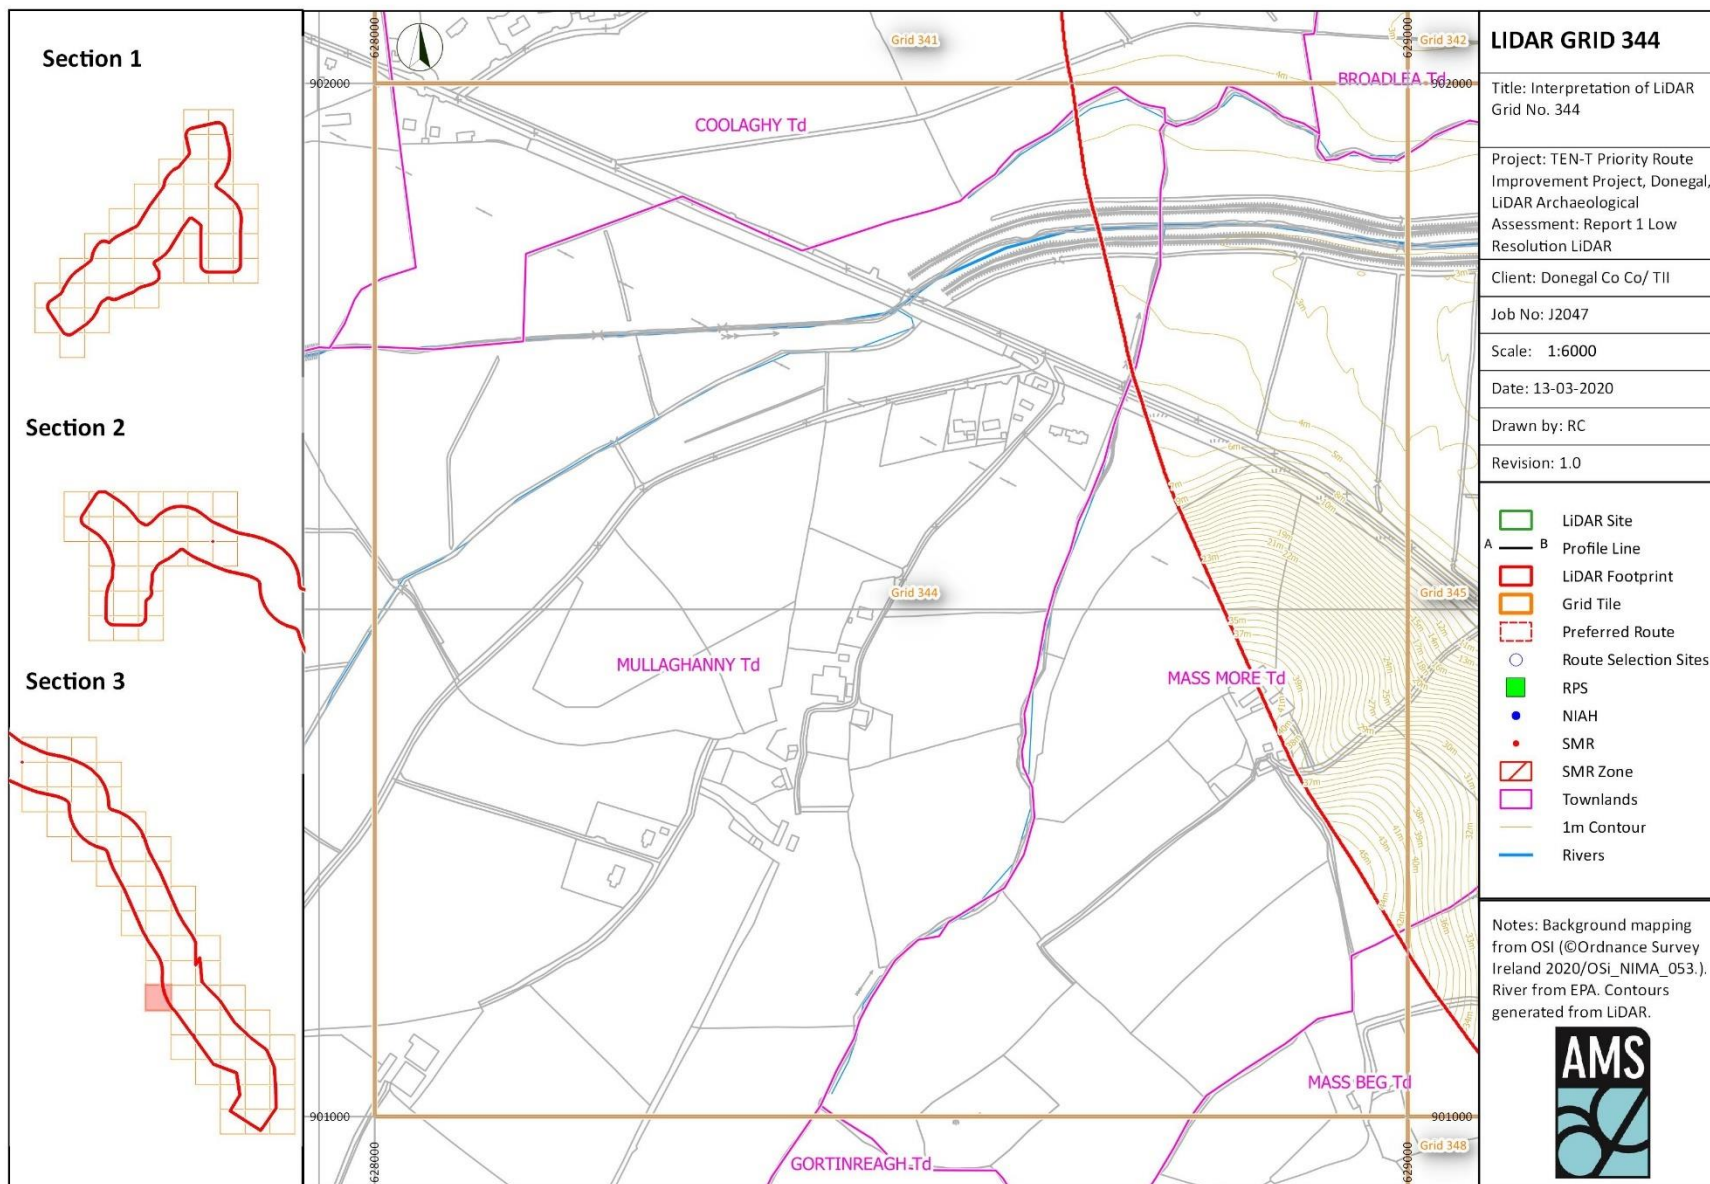 Section 1
Section 2
Section 3
628000
629000
902000
902000
901000
901000
628000
629000
Grid 341
Grid 342
Grid 344
Grid 345
Grid 348
BROADLEA Td
COOLAGHY Td
MULLAGHANNY Td
MASS MORE Td
MASS BEG Td
GORTINREAGH Td
LIDAR GRID 344
Title: Interpretation of LiDAR
Grid No. 344
Project: TEN-T Priority Route
Improvement Project, Donegal,
LiDAR Archaeological
Assessment: Report 1 Low
Resolution LiDAR
Client: Donegal Co Co/ TII
Job No: J2047
Scale: 1:6000
Date: 13-03-2020
Drawn by: RC
Revision: 1.0
LiDAR Site
A B Profile Line
LiDAR Footprint
Grid Tile
Preferred Route
Route Selection Sites
RPS
NIAH
SMR
SMR Zone
Townlands
1m Contour
Rivers
Notes: Background mapping
from OSI (©Ordnance Survey
Ireland 2020/OSi_NIMA_053.).
River from EPA. Contours
generated from LiDAR.
AMS